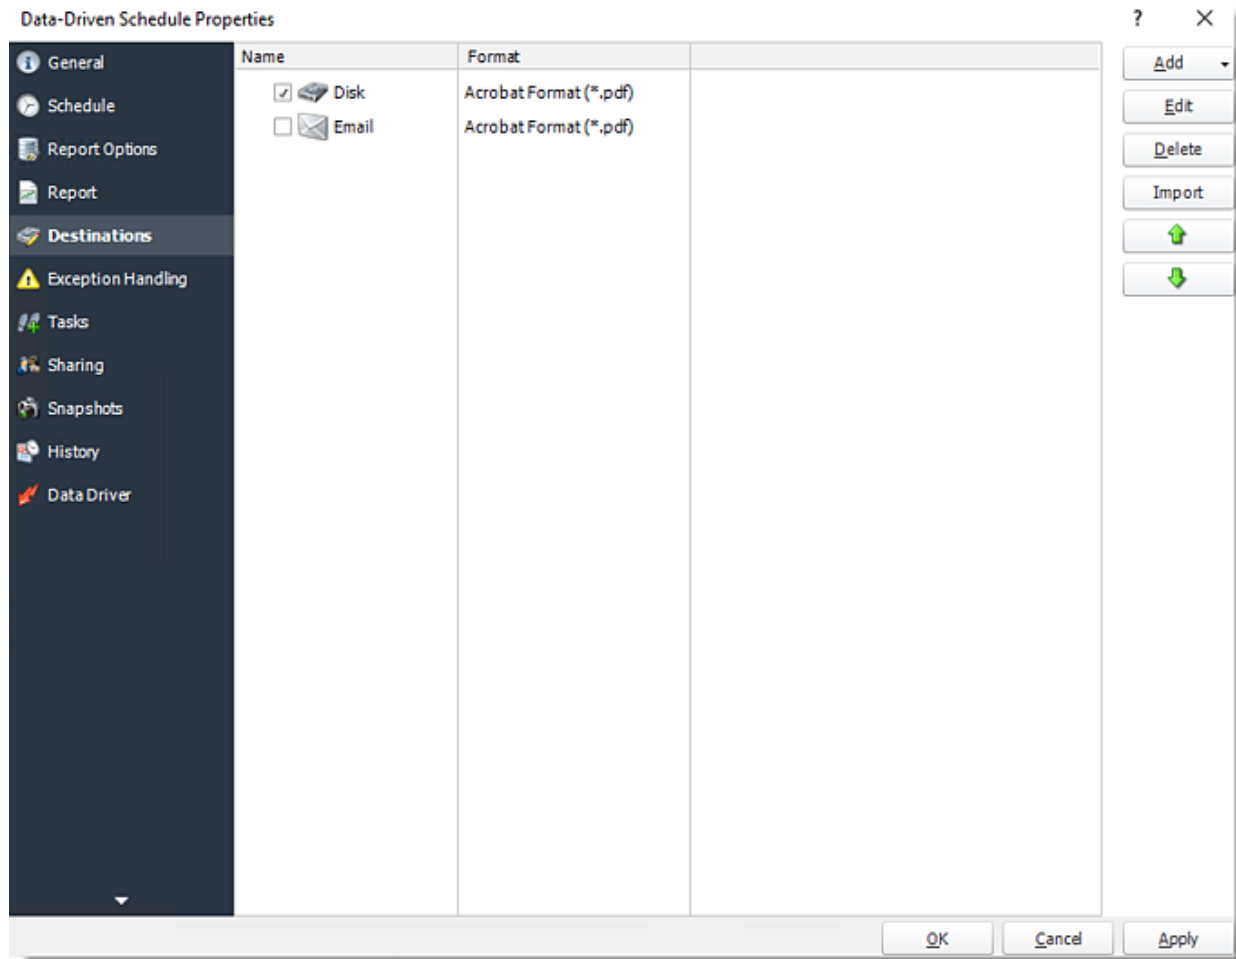 Data-Driven Schedule Properties ?
General
Schedule
Report Options
Report
Destinations
Exception Handling
Tasks
Sharing
Snapshots
History
Data Driver
Name Format
Disk Acrobat Format (*.pdf)
Email Acrobat Format (*.pdf)
Add
Edit
Delete
Import
OK Cancel Apply